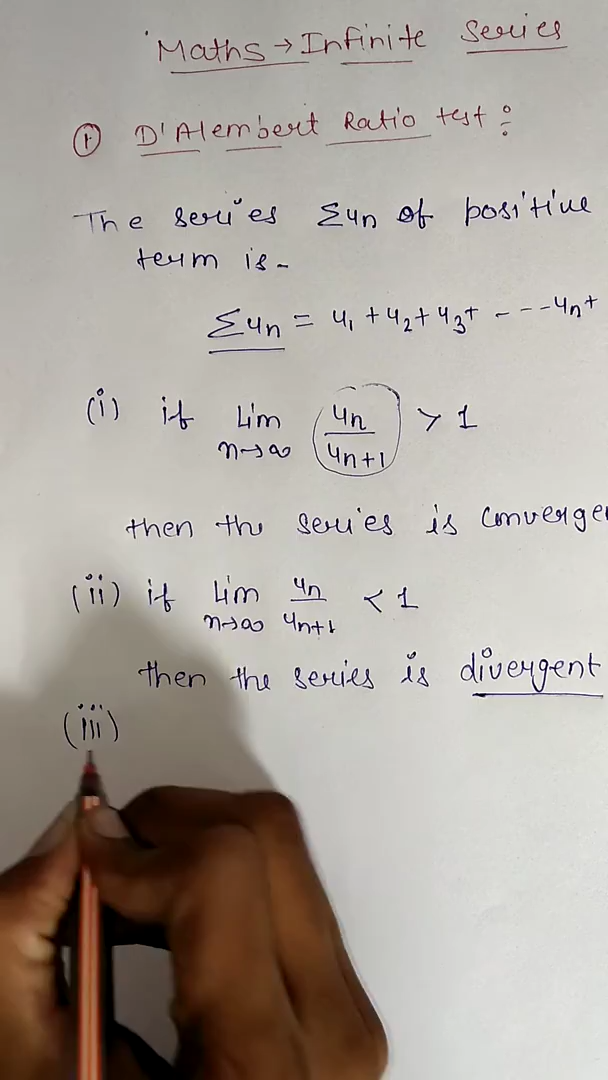 Maths → Infinite Series
① D'Alembert Ratio test :
The series Σun of positive
term is -
Σun = u1 + u2 + u3 + - - - un +
(i) if Lim n→∞ (un/un+1) > 1
then the series is converge
(ii) if Lim n→∞ un/un+1 < 1
then the series is divergent
(iii)